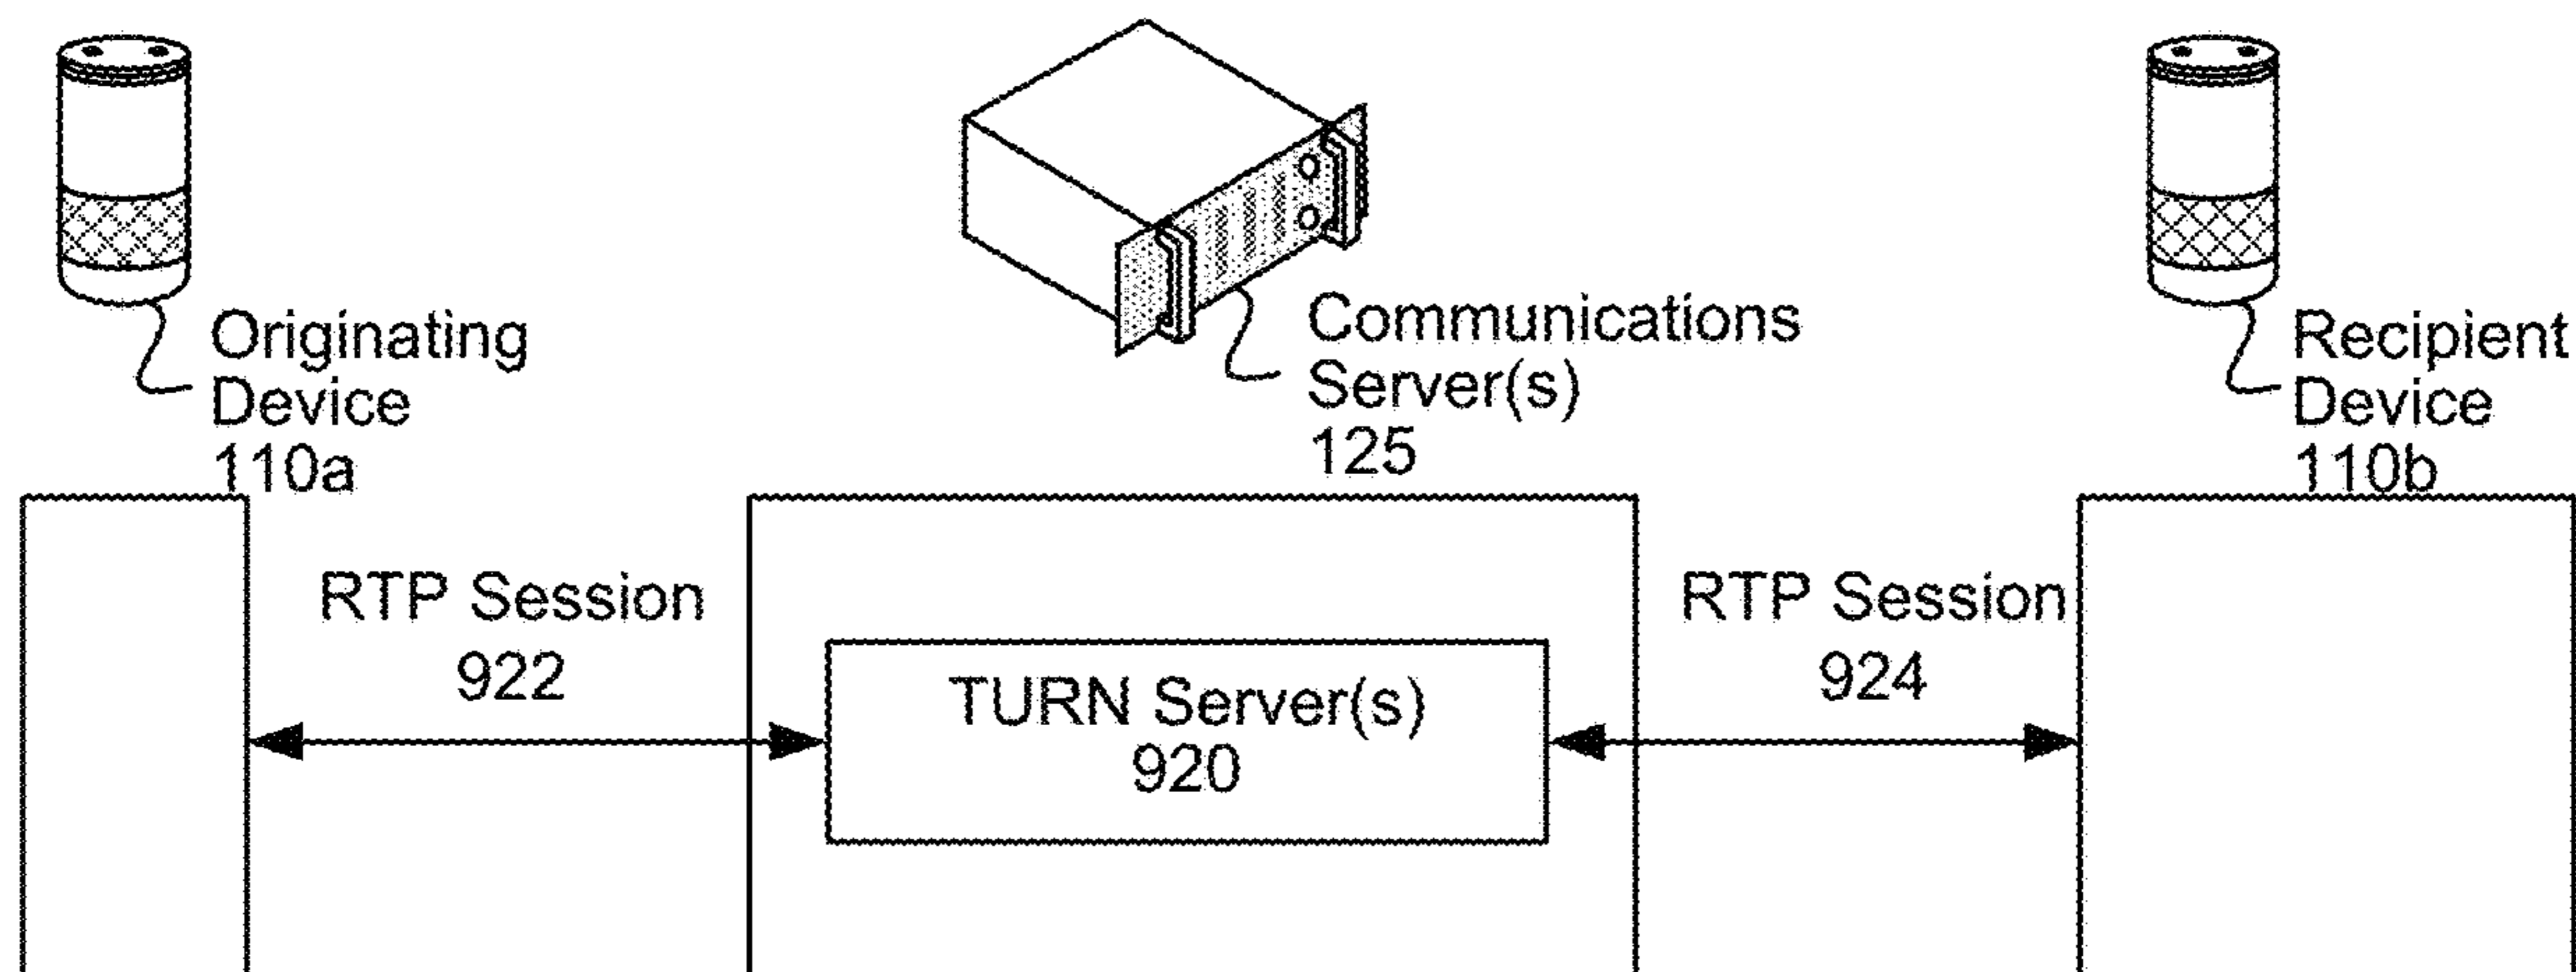 Originating
Device
110a
Communications
Server(s)
125
Recipient
Device
110b
RTP Session
922
TURN Server(s)
920
RTP Session
924